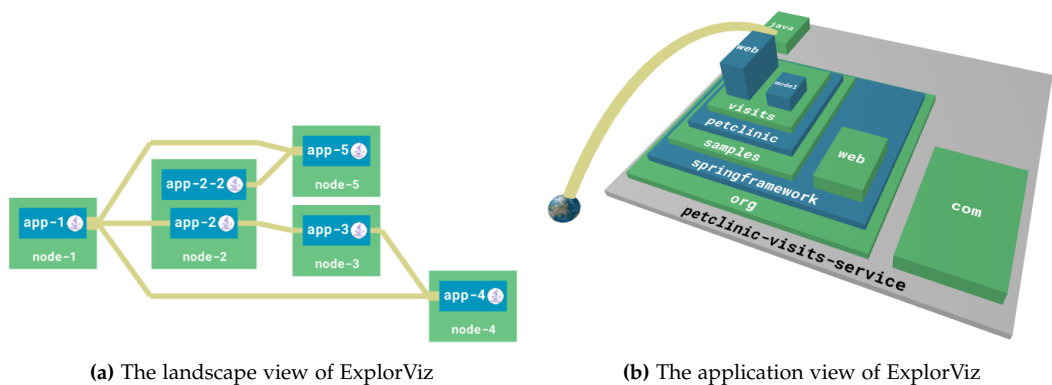 app-5
node-5
app-2-2
app-1
node-1
app-2
node-2
app-3
node-3
app-4
node-4
(a) The landscape view of ExplorViz
java
web
model
visits
petclinic
samples
springframework
org
petclinic-visits-service
web
com
(b) The application view of ExplorViz